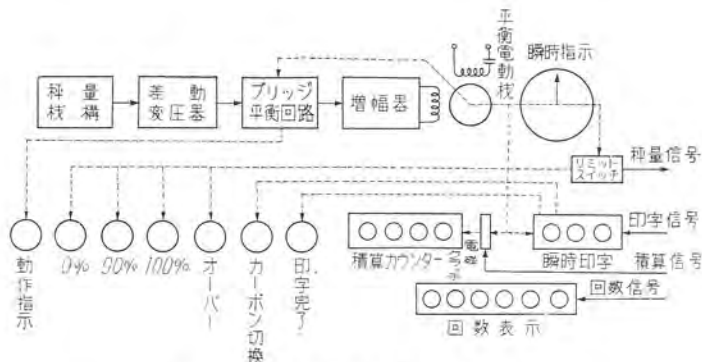 秤量
桟構
差動
変圧器
ブリッジ
平衡回路
増幅器
平衡電動桟
瞬時指示
リミット
スイッチ
秤量信号
動作指示
0%
90%
100%
オーバー
カーボン切換
印字完了
積算カウンター
電磁クラッチ
瞬時印字
印字信号
積算信号
回数信号
回数表示